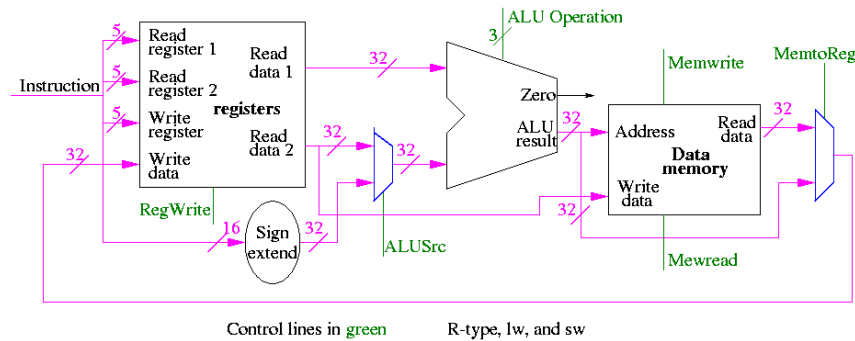 ALU Operation
3
5
Read
register 1
Read
data 1
32
5
Read
register 2
Instruction
registers
5
Write
register
Read
data 2
32
32
Write
data
32
RegWrite
16
Sign
extend
32
ALUSrc
Zero
ALU
result
32
Memwrite
MemtoReg
Address
Read
data
32
Data
memory
Write
data
32
Mewread
Control lines in green
R-type, lw, and sw